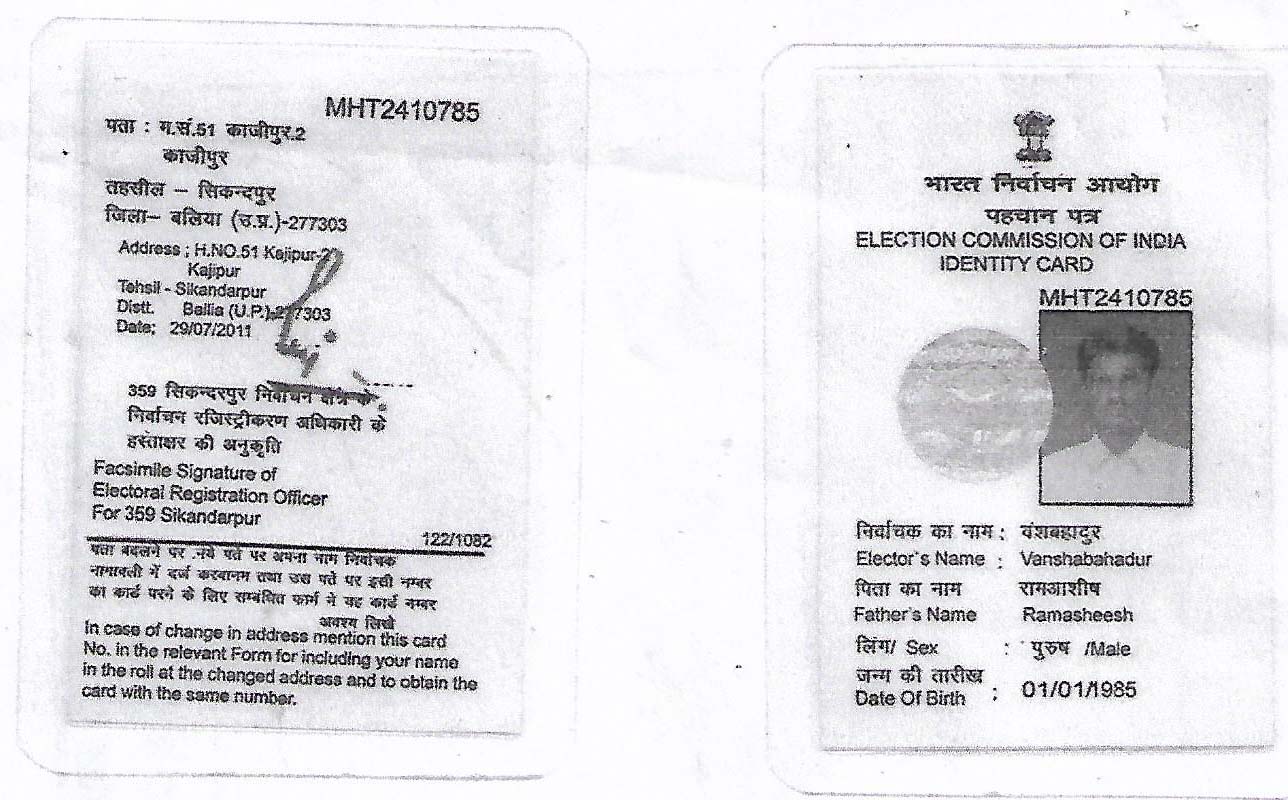 MHT2410785
पता : म.सं.51 काजीपुर.2
काजीपुर
तहसील – सिकन्दपुर
जिला– बलिया (उ.प्र.)-277303
Address ; H.NO.51 Kajipur-2
Kajipur
Tehsil - Sikandarpur
Distt. Ballia (U.P.)-277303
Date; 29/07/2011
359 सिकन्दरपुर निर्वाचन क्षेत्र के
निर्वाचन रजिस्ट्रीकरण अधिकारी के
हस्ताक्षर की अनुकृति
Facsimile Signature of
Electoral Registration Officer
For 359 Sikandarpur
122/1082
पता बदलने पर .नये पते पर अपना नाम निर्वाचक
नामावली में दर्ज करवानम तथा उस पते पर इसी नम्बर
का कार्ड परने के लिए सम्बंधित फार्म ने यह कार्ड नम्बर
अवश्य लिखें
In case of change in address mention this card
No. in the relevant Form for including your name
in the roll at the changed address and to obtain the
card with the same number.
भारत निर्वाचन आयोग
पहचान पत्र
ELECTION COMMISSION OF INDIA
IDENTITY CARD
MHT2410785
निर्वाचक का नाम : वंशबहादुर
Elector's Name : Vanshabahadur
पिता का नाम रामआशीष
Father's Name Ramasheesh
लिंग/ Sex : पुरुष /Male
जन्म की तारीख
Date Of Birth : 01/01/1985